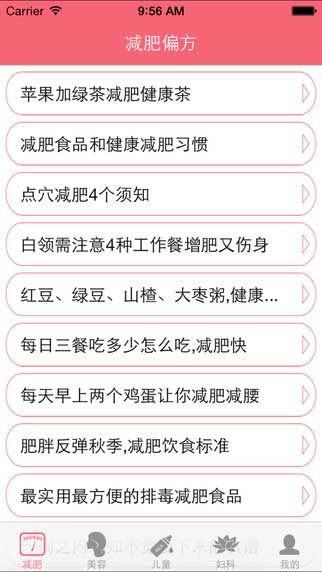 Carrier 9:56 AM
减肥偏方
苹果加绿茶减肥健康茶
减肥食品和健康减肥习惯
点穴减肥4个须知
白领需注意4种工作餐增肥又伤身
红豆、绿豆、山楂、大枣粥,健康...
每日三餐吃多少怎么吃,减肥快
每天早上两个鸡蛋让你减肥减腰
肥胖反弹秋季,减肥饮食标准
最实用最方便的排毒减肥食品
减肥 美容 儿童 妇科 我的